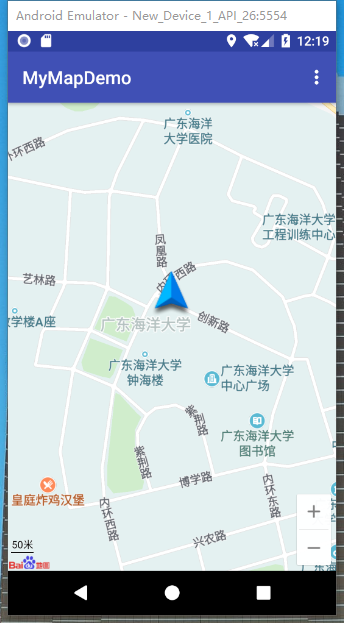 Android Emulator - New_Device_1_API_26:5554
12:19
MyMapDemo
广东海洋
大学医院
外环西路
广东海洋大学
工程训练中心
凤凰路
内环西路
艺林路
学楼A座
广东海洋大学
创新路
广东海洋大学
钟海楼
广东海洋大学
中心广场
紫荆路
广东海洋大学
图书馆
紫荆路
博学路
皇庭炸鸡汉堡
内环西路
内环东路
兴农路
50米
Bai 地图